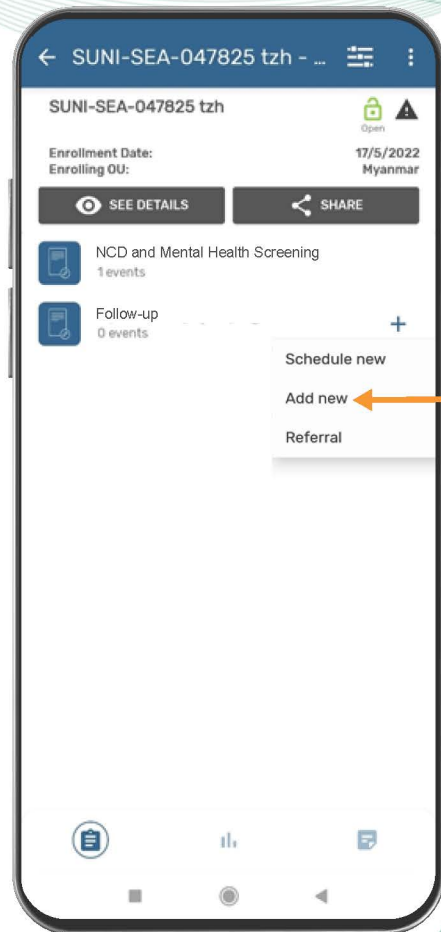 SUNI-SEA-047825 tzh - ...
SUNI-SEA-047825 tzh
Open
Enrollment Date: 17/5/2022
Enrolling OU: Myanmar
SEE DETAILS SHARE
NCD and Mental Health Screening
1 events
Follow-up
0 events
Schedule new
Add new
Referral